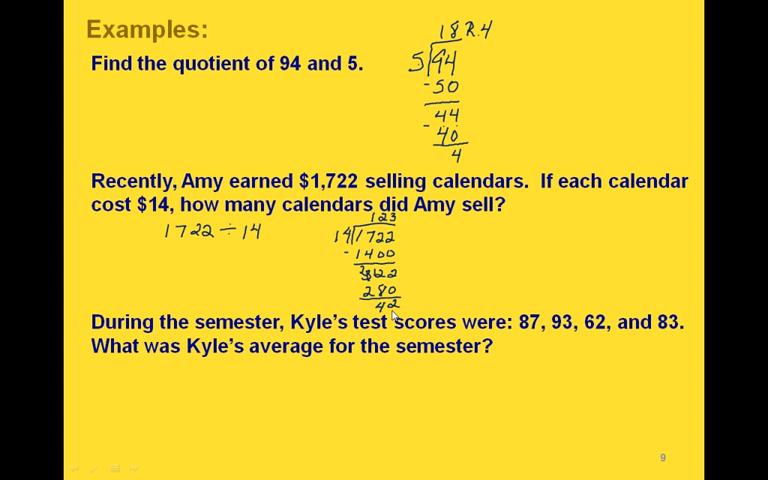 Examples:
18 R.4
Find the quotient of 94 and 5.
5 94
-50
44
- 40
4
Recently, Amy earned $1,722 selling calendars. If each calendar
cost $14, how many calendars did Amy sell?
123
1722 ÷ 14
14 1722
-1400
322
280
42
During the semester, Kyle's test scores were: 87, 93, 62, and 83.
What was Kyle's average for the semester?
9